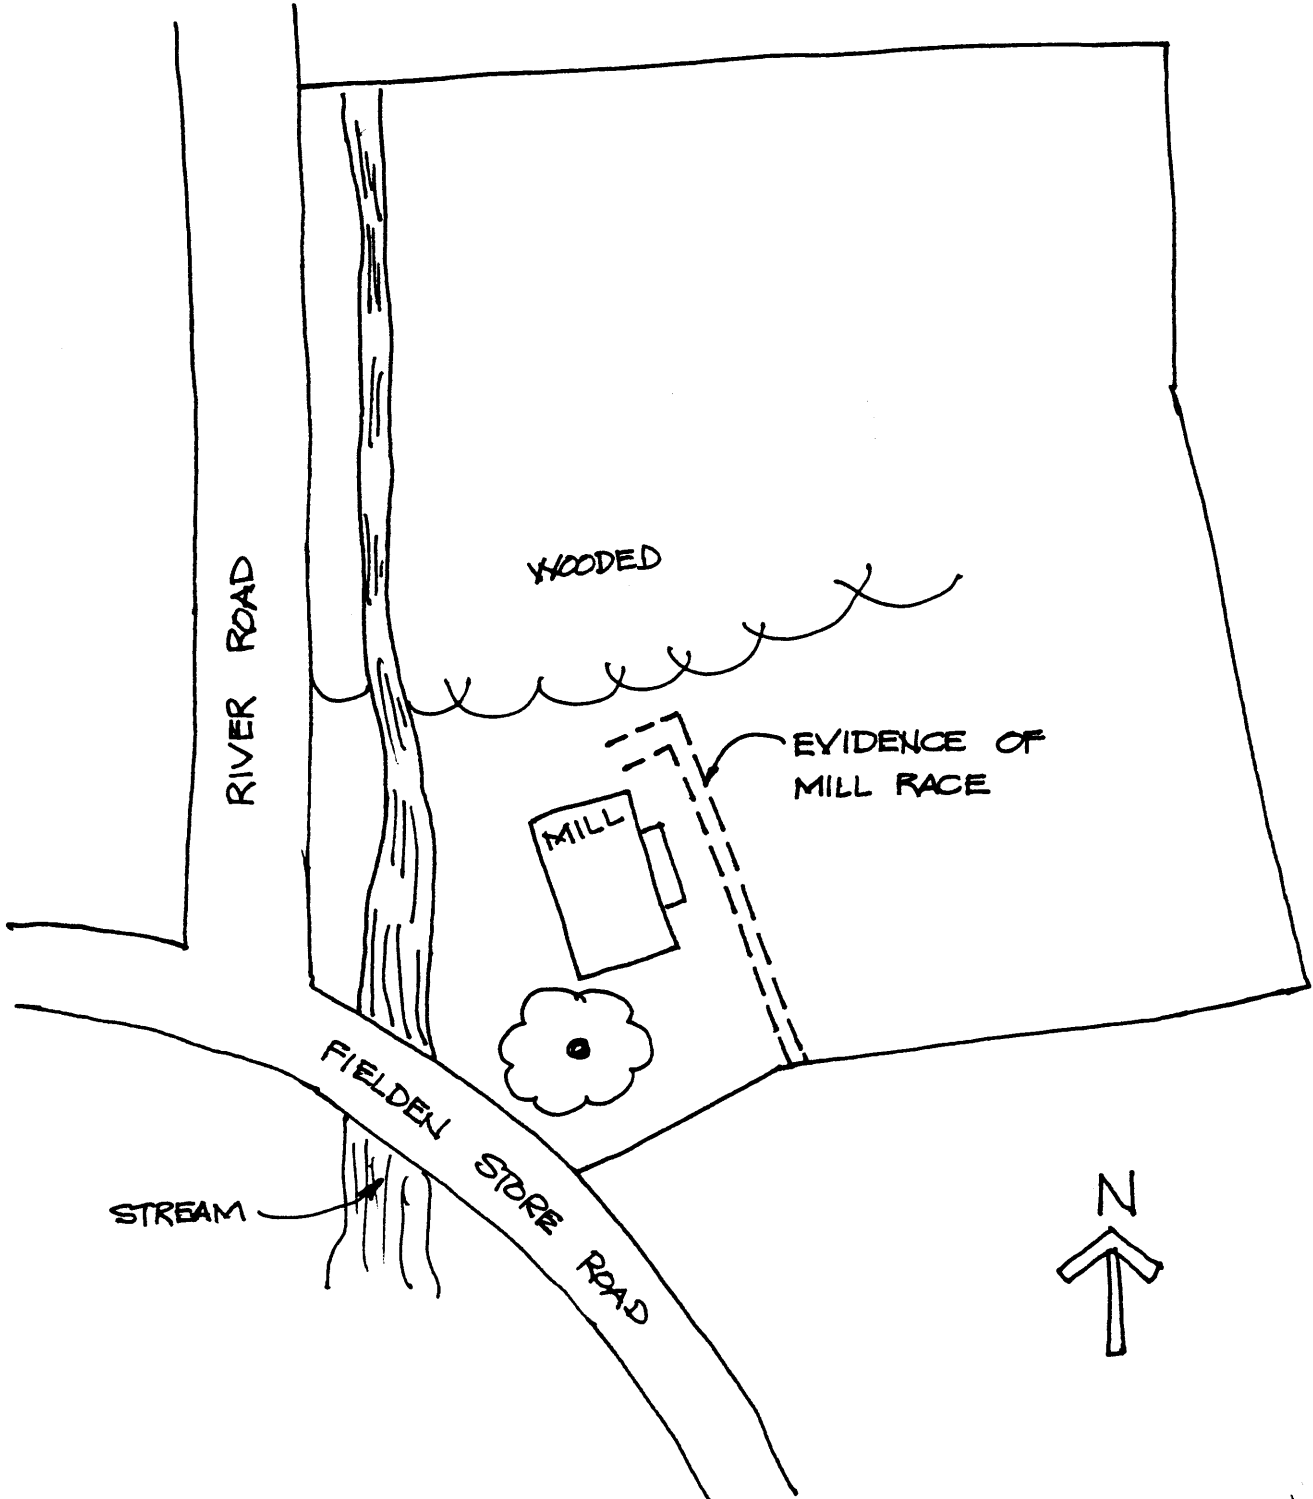 WOODED
RIVER ROAD
EVIDENCE OF
MILL RACE
MILL
FIELDEN STORE ROAD
STREAM
N